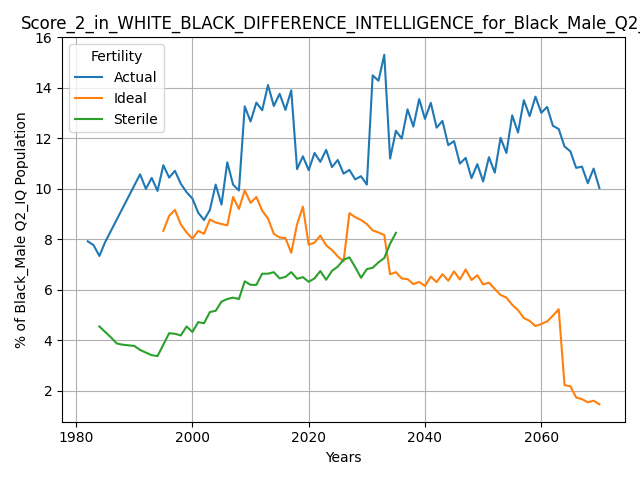 Score_2_in_WHITE_BLACK_DIFFERENCE_INTELLIGENCE_for_Black_Male_Q2_
16
14
12
10
8
6
4
2
% of Black_Male Q2_IQ Population
Fertility
Actual
Ideal
Sterile
1980 2000 2020 2040 2060
Years